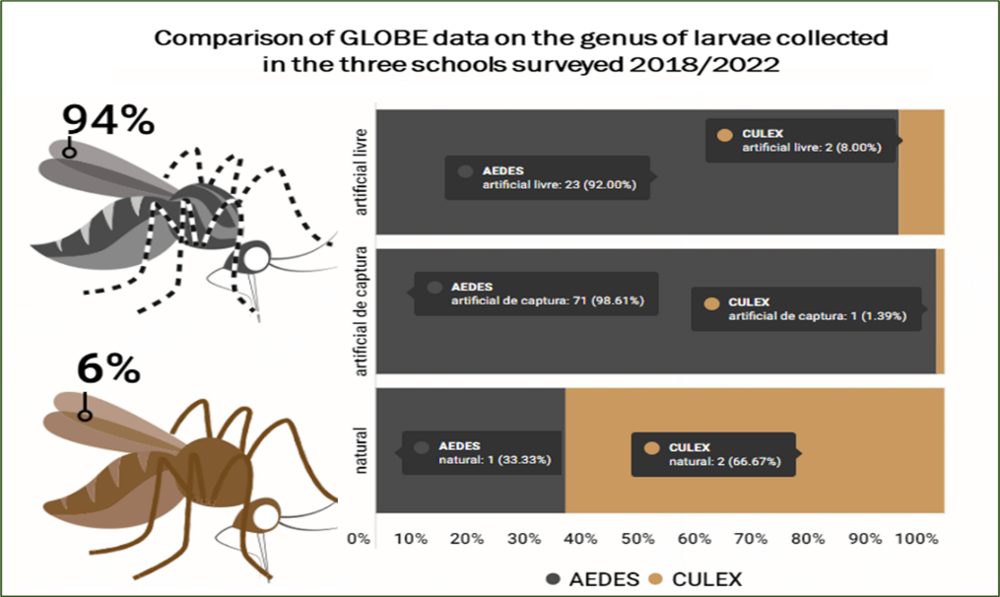 Comparison of GLOBE data on the genus of larvae collected
in the three schools surveyed 2018/2022
94%
6%
artificial livre
AEDES
artificial livre: 23 (92.00%)
CULEX
artificial livre: 2 (8.00%)
artificial de captura
AEDES
artificial de captura: 71 (98.61%)
CULEX
artificial de captura: 1 (1.39%)
natural
AEDES
natural: 1 (33.33%)
CULEX
natural: 2 (66.67%)
0% 10% 20% 30% 40% 50% 60% 70% 80% 90% 100%
AEDES CULEX